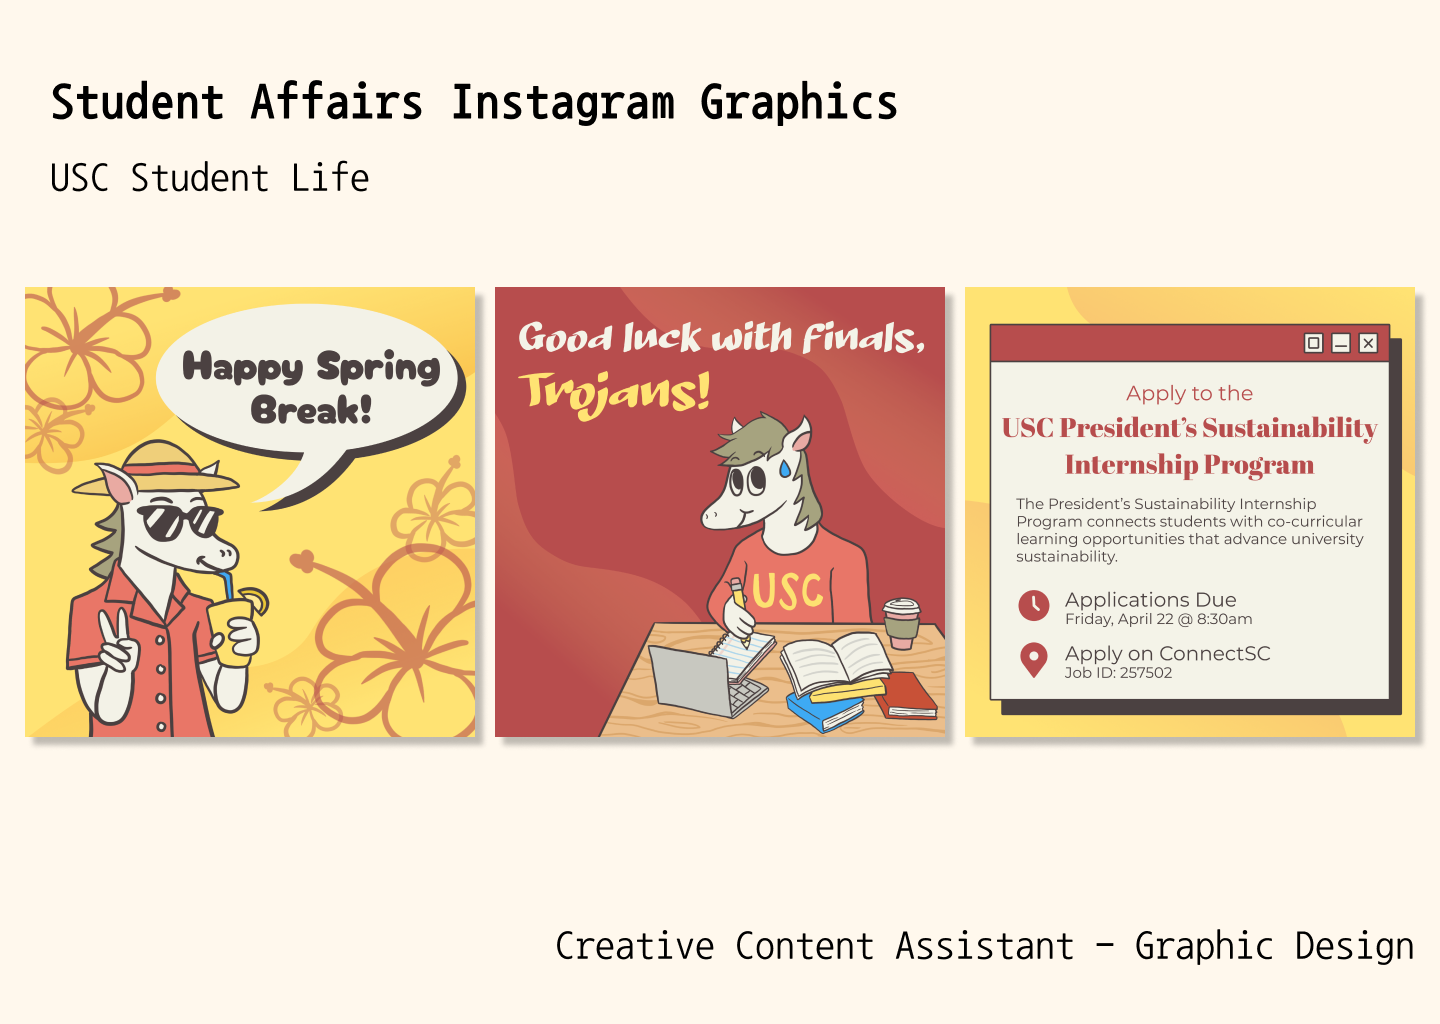 Student Affairs Instagram Graphics
USC Student Life
Happy Spring
Break!
Good luck with finals,
Trojans!
USC
Apply to the
USC President's Sustainability
Internship Program
The President's Sustainability Internship
Program connects students with co-curricular
learning opportunities that advance university
sustainability.
Applications Due
Friday, April 22 @ 8:30am
Apply on ConnectSC
Job ID: 257502
Creative Content Assistant – Graphic Design